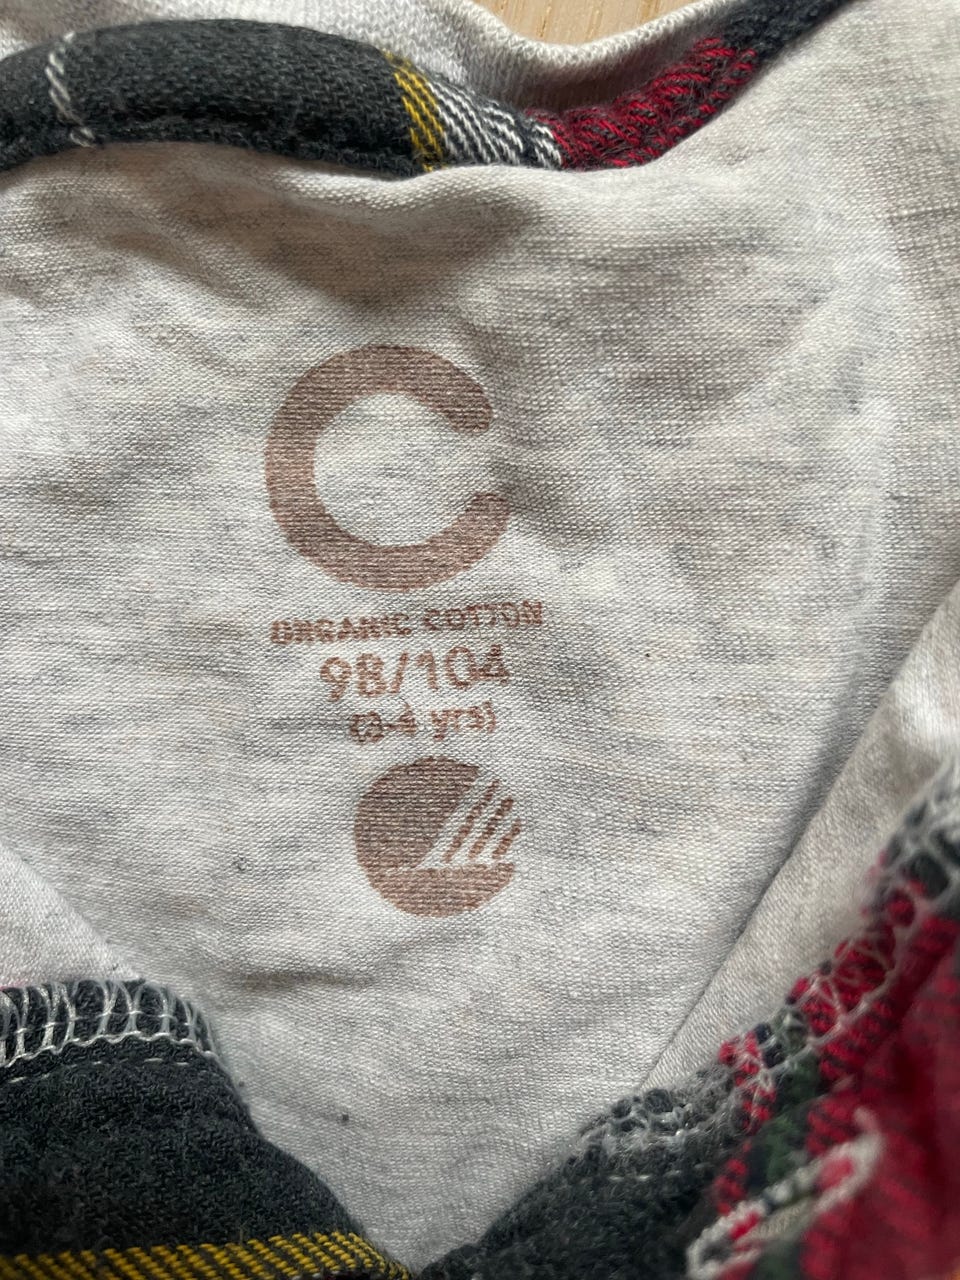 C
ORGANIC COTTON
98/104
(3-4 yrs)